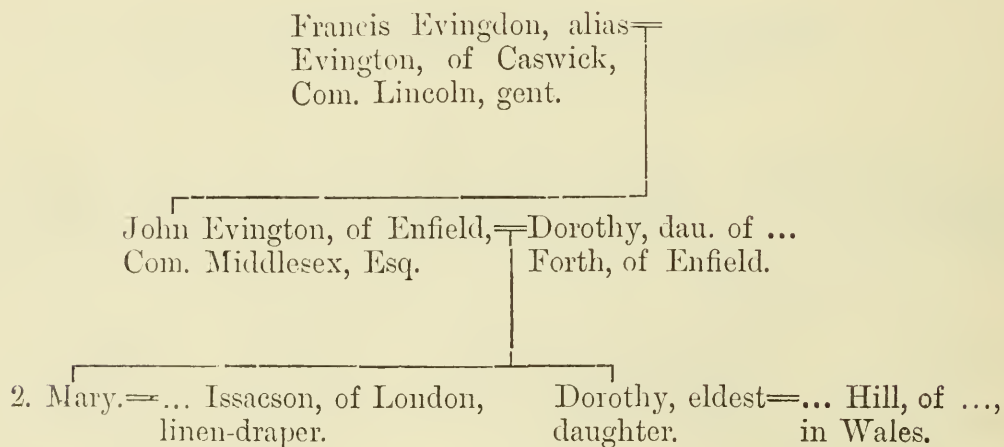 Francis Evingdon, alias=
Evington, of Caswick,
Com. Lincoln, gent.
John Evington, of Enfield,=Dorothy, dau. of ...
Com. Middlesex, Esq. Forth, of Enfield.
2. Mary.=... Issacson, of London, Dorothy, eldest=... Hill, of ...,
linen-draper. daughter. in Wales.